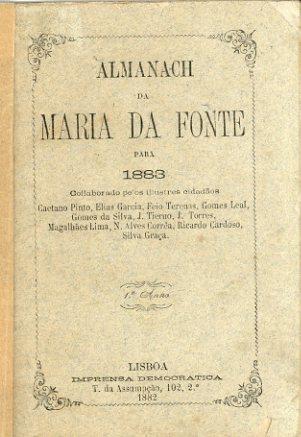 ALMANACH
DA
MARIA DA FONTE
PARA
1883
Collaborado pelos illustres cidadãos
Caetano Pinto, Elias Garcia, Feio Terenas, Gomes Leal,
Gomes da Silva, J. Tierno, J. Torres,
Magalhães Lima, N. Alves Corrêa, Ricardo Cardoso,
Silva Graça.
1.º Anno
LISBOA
IMPRENSA DEMOCRATICA
T. da Assumpção, 102, 2.º
1882